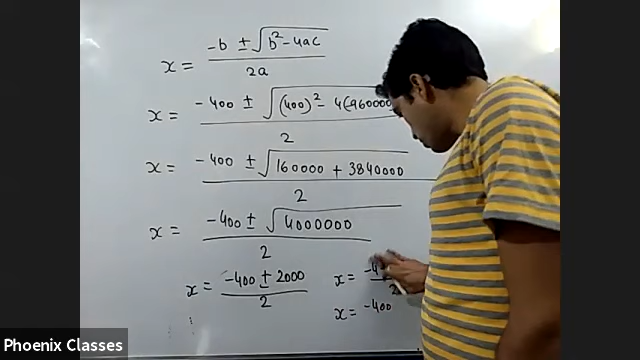 x = -b ± √b² - 4ac / 2a
x = -400 ± √(400)² - 4(-960000 / 2
x = -400 ± √160000 + 3840000 / 2
x = -400 ± √4000000 / 2
x = -400 ± 2000 / 2
x = -4
x = -400
Phoenix Classes